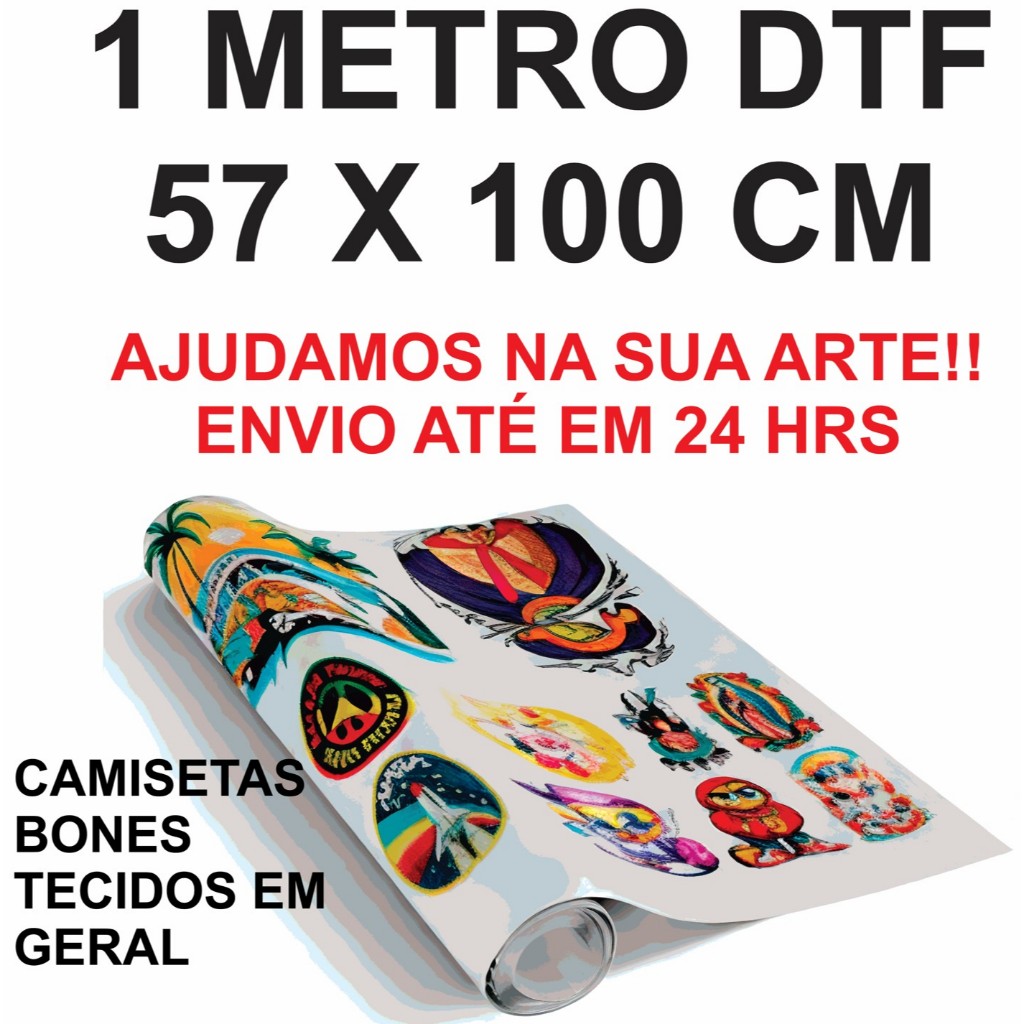 1 METRO DTF
57 X 100 CM
AJUDAMOS NA SUA ARTE!!
ENVIO ATÉ EM 24 HRS
CAMISETAS
BONES
TECIDOS EM
GERAL